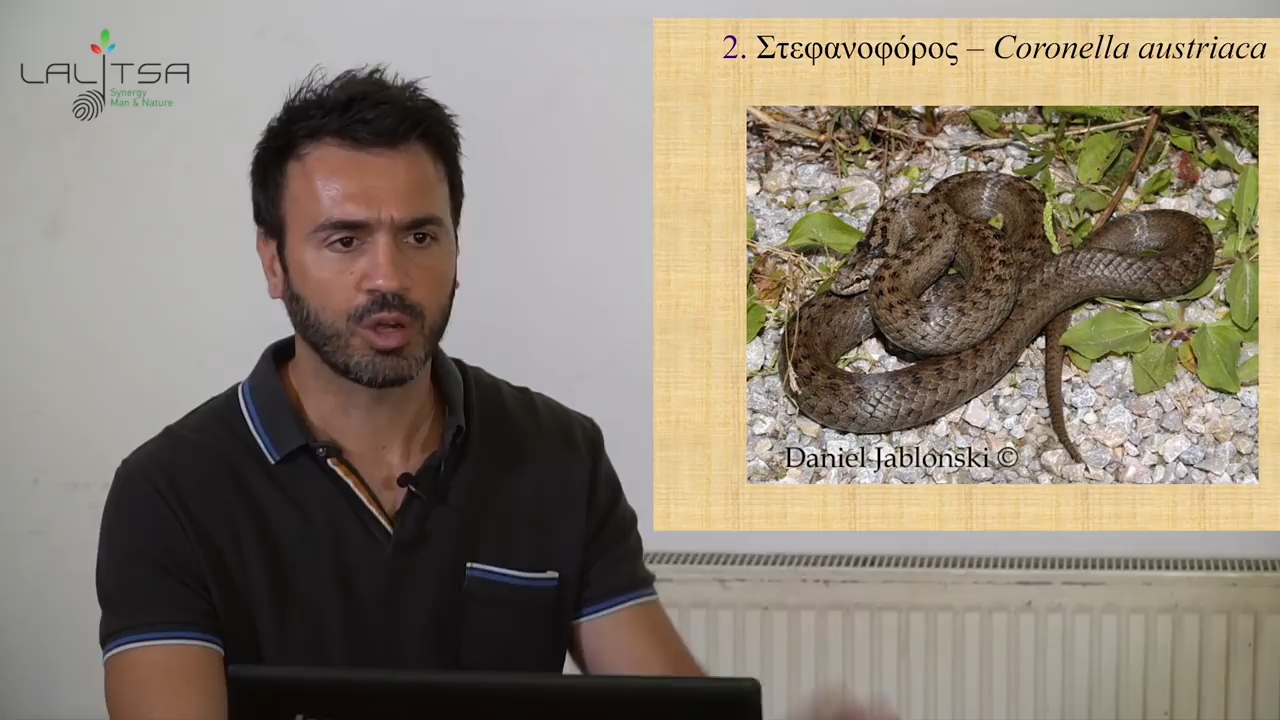 LALITSA
Synergy
Man & Nature
2. Στεφανοφόρος – Coronella austriaca
Daniel Jablonski ©